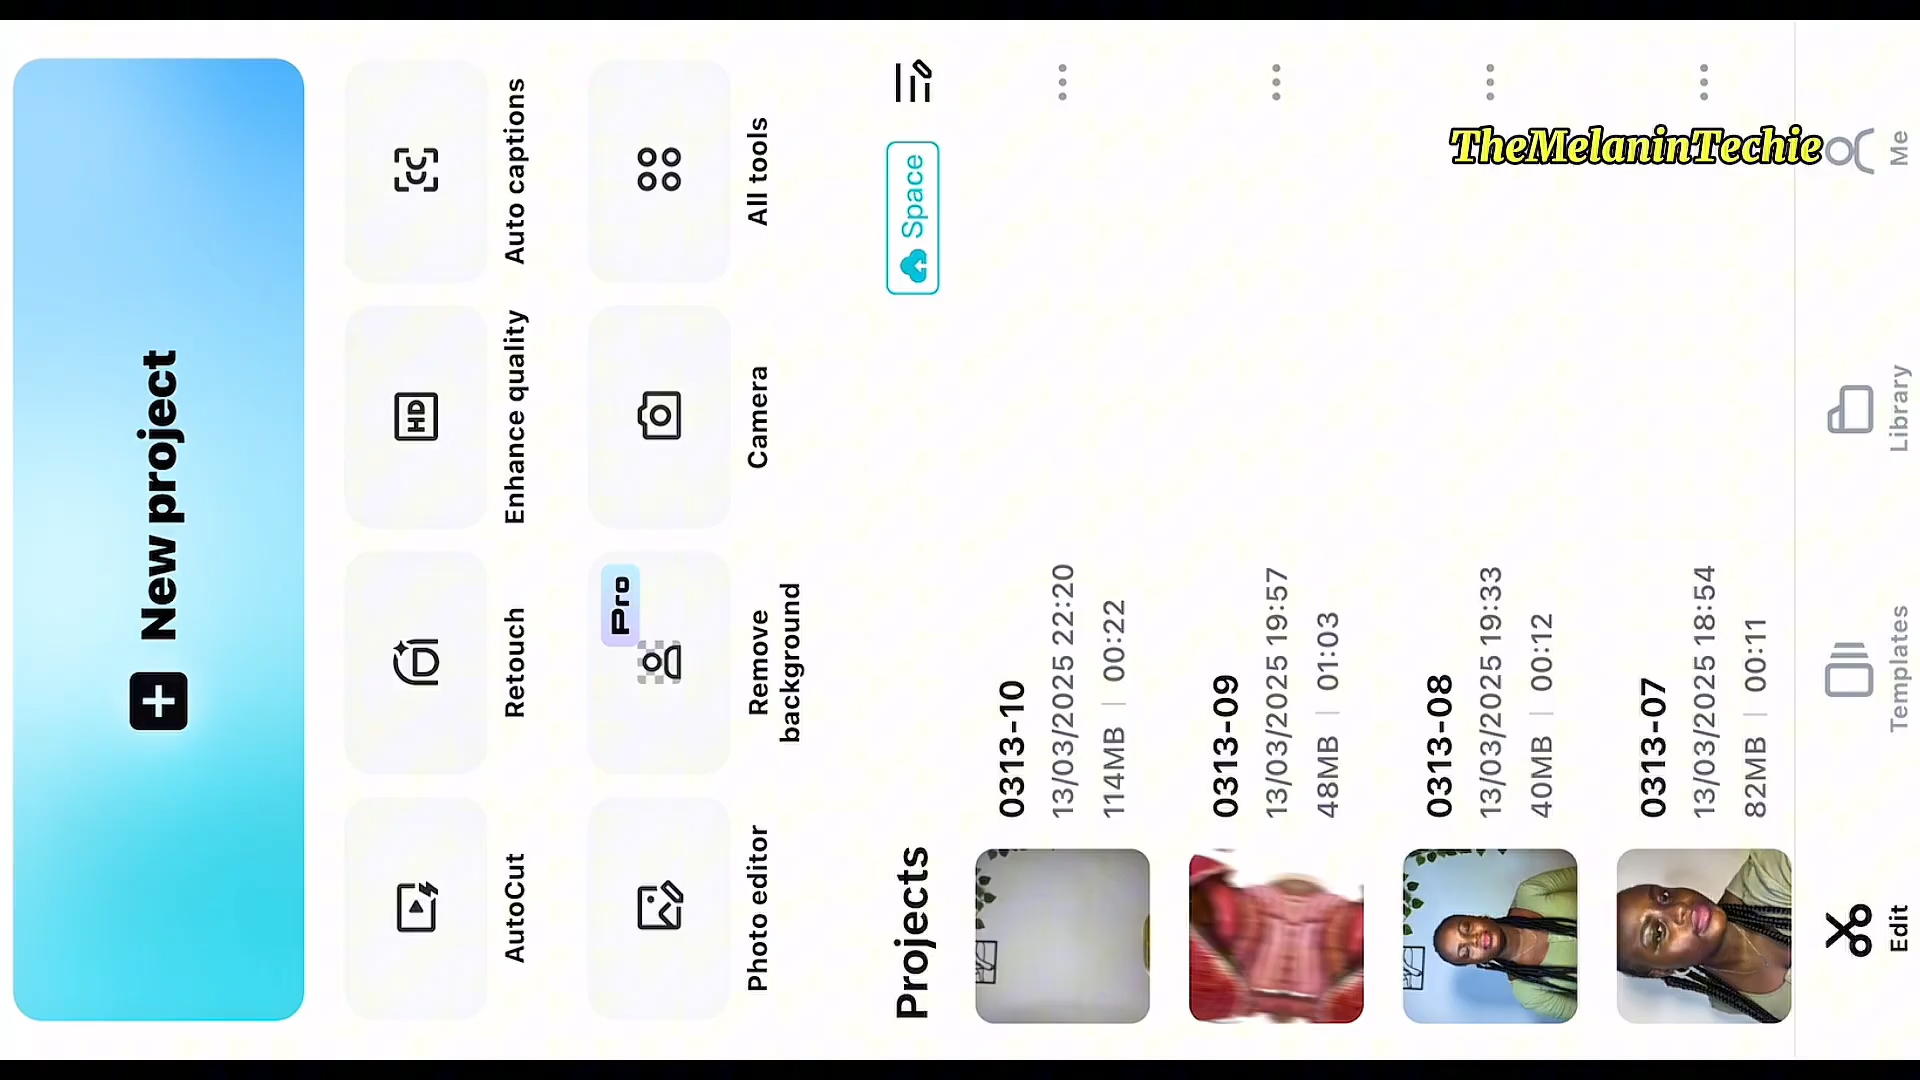 New project
AutoCut
Retouch
HD
Enhance quality
CC
Auto captions
Photo editor
Pro
Remove
background
Camera
All tools
Projects
Space
0313-10
13/03/2025 22:20
114MB | 00:22
0313-09
13/03/2025 19:57
48MB | 01:03
0313-08
13/03/2025 19:33
40MB | 00:12
0313-07
13/03/2025 18:54
82MB | 00:11
Edit
Templates
Library
Me
TheMelaninTechie